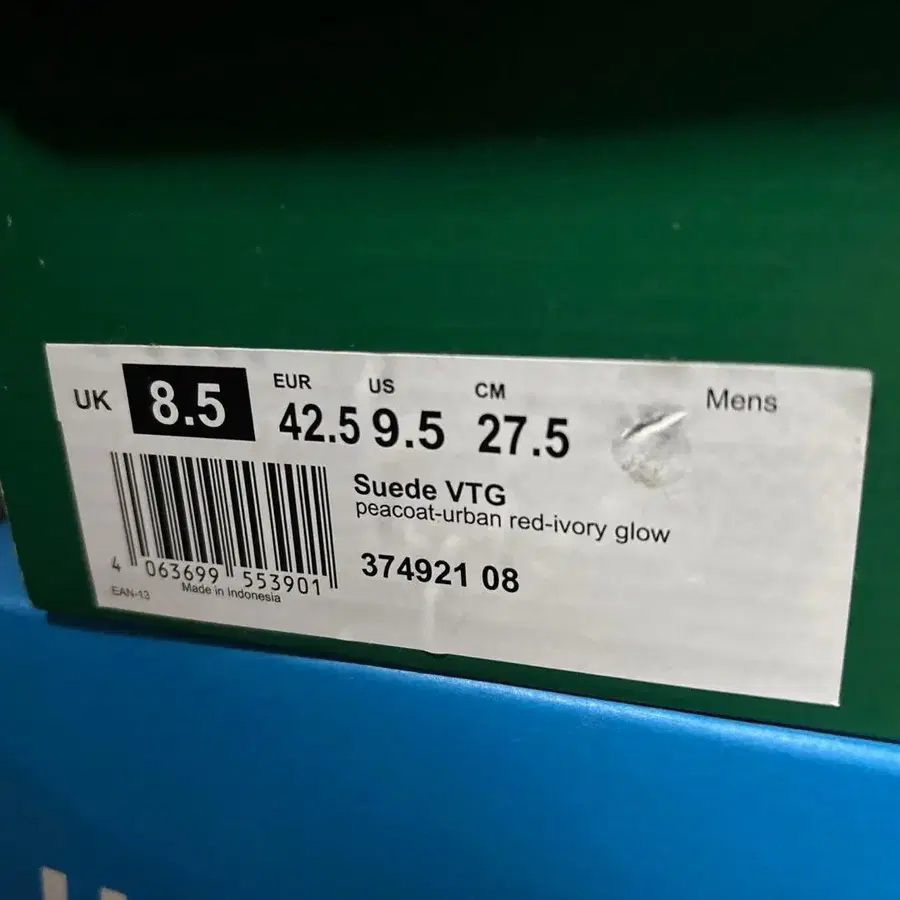 UK 8.5 EUR 42.5 US 9.5 CM 27.5 Mens
Suede VTG
peacoat-urban red-ivory glow
374921 08
4 063699 553901
EAN-13 Made in Indonesia